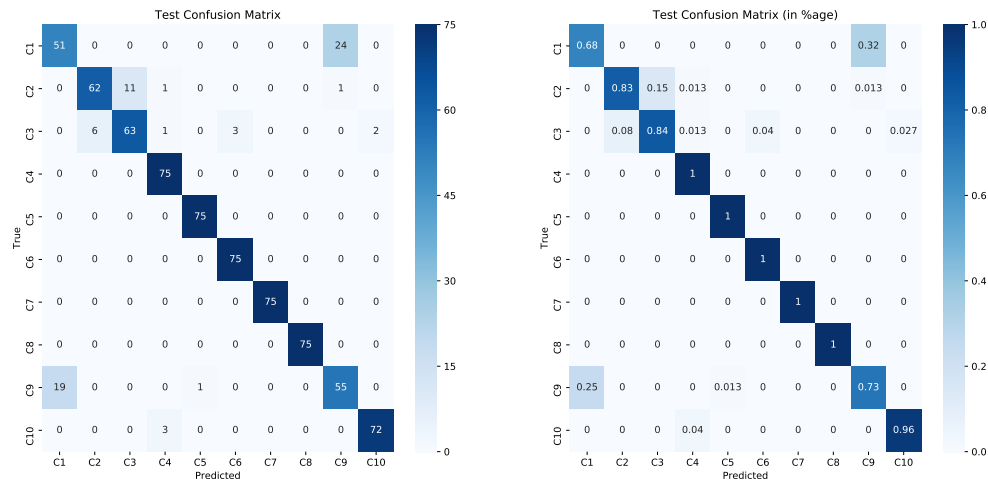 Test Confusion Matrix
C1 51 0 0 0 0 0 0 0 24 0
C2 0 62 11 1 0 0 0 0 1 0
C3 0 6 63 1 0 3 0 0 0 2
C4 0 0 0 75 0 0 0 0 0 0
C5 0 0 0 0 75 0 0 0 0 0
C6 0 0 0 0 0 75 0 0 0 0
C7 0 0 0 0 0 0 75 0 0 0
C8 0 0 0 0 0 0 0 75 0 0
C9 19 0 0 0 1 0 0 0 55 0
C10 0 0 0 3 0 0 0 0 0 72
C1 C2 C3 C4 C5 C6 C7 C8 C9 C10
Predicted
True
75
60
45
30
15
0
Test Confusion Matrix (in %age)
C1 0.68 0 0 0 0 0 0 0 0.32 0
C2 0 0.83 0.15 0.013 0 0 0 0 0.013 0
C3 0 0.08 0.84 0.013 0 0.04 0 0 0 0.027
C4 0 0 0 1 0 0 0 0 0 0
C5 0 0 0 0 1 0 0 0 0 0
C6 0 0 0 0 0 1 0 0 0 0
C7 0 0 0 0 0 0 1 0 0 0
C8 0 0 0 0 0 0 0 1 0 0
C9 0.25 0 0 0 0.013 0 0 0 0.73 0
C10 0 0 0 0.04 0 0 0 0 0 0.96
C1 C2 C3 C4 C5 C6 C7 C8 C9 C10
Predicted
True
1.0
0.8
0.6
0.4
0.2
0.0